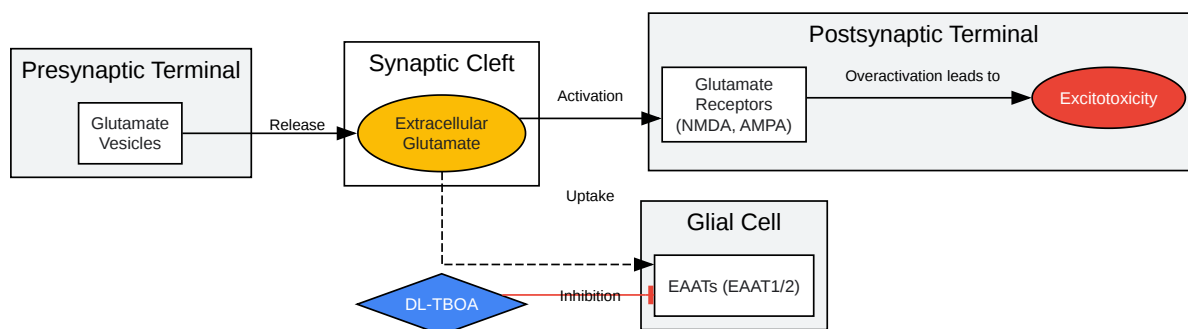 Presynaptic Terminal
Glutamate
Vesicles
Release
Synaptic Cleft
Extracellular
Glutamate
Activation
Postsynaptic Terminal
Glutamate
Receptors
(NMDA, AMPA)
Overactivation leads to
Excitotoxicity
Uptake
Glial Cell
EAATs (EAAT1/2)
DL-TBOA
Inhibition